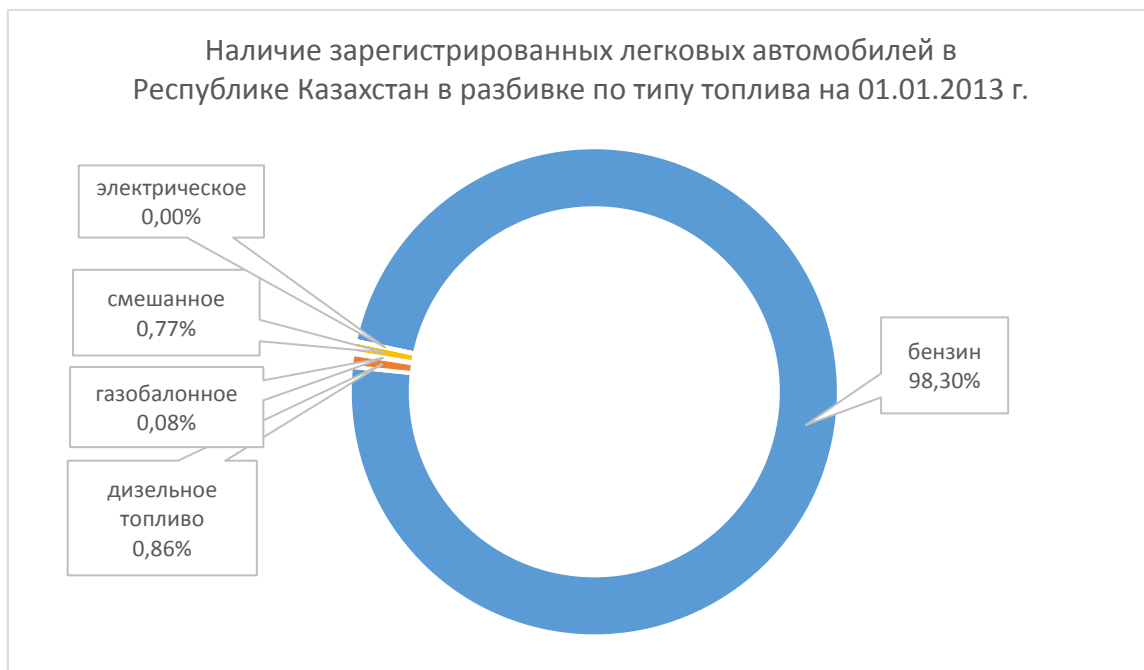 Наличие зарегистрированных легковых автомобилей в
Республике Казахстан в разбивке по типу топлива на 01.01.2013 г.
электрическое
0,00%
смешанное
0,77%
газобалонное
0,08%
дизельное
топливо
0,86%
бензин
98,30%